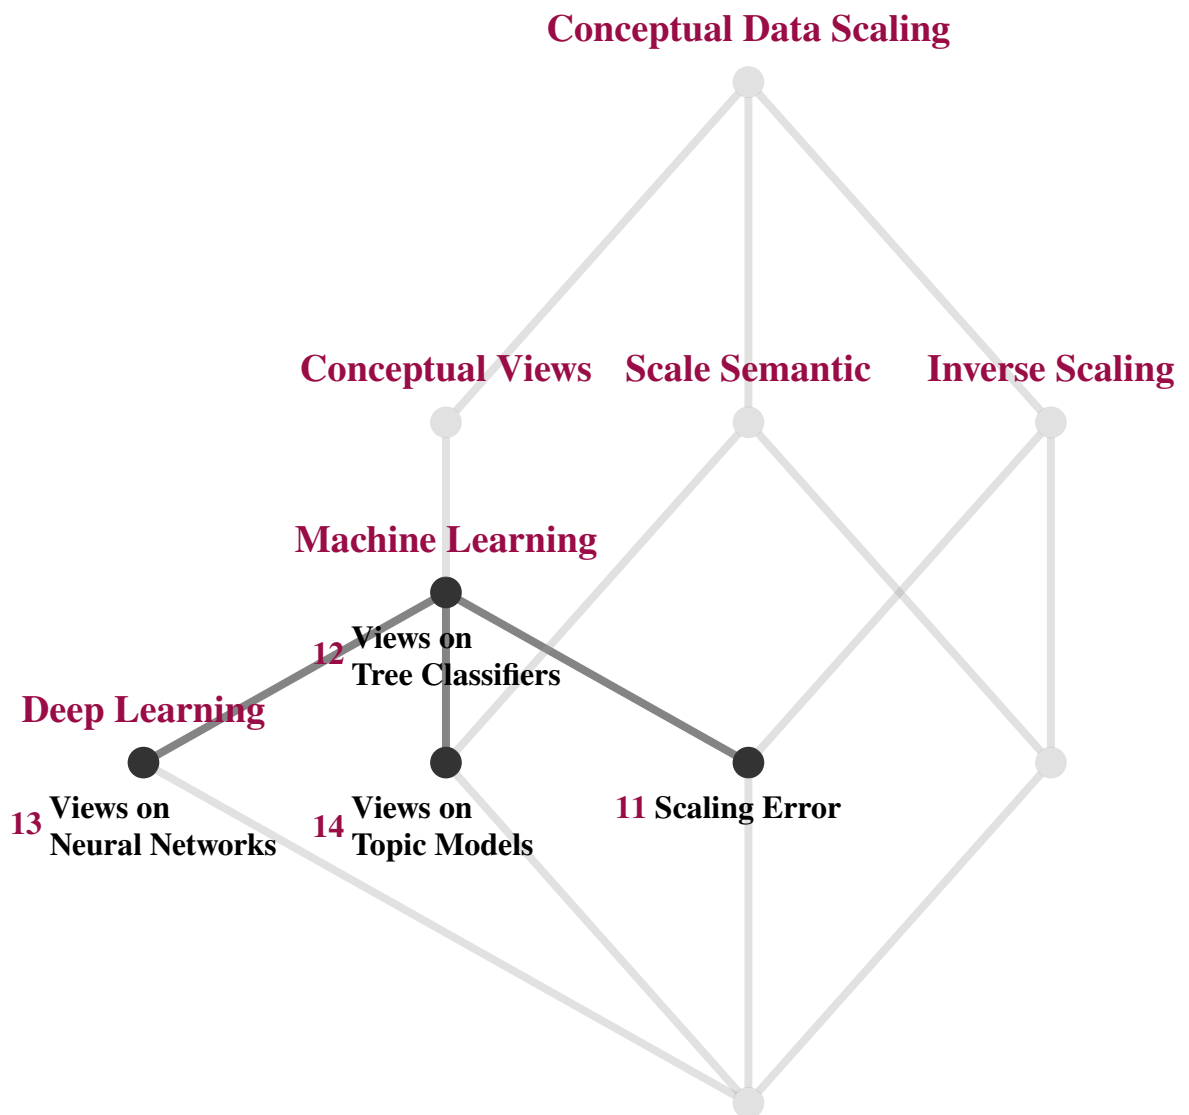 Conceptual Data Scaling
Conceptual Views
Scale Semantic
Inverse Scaling
Machine Learning
12 Views on
Tree Classifiers
Deep Learning
13 Views on
Neural Networks
14 Views on
Topic Models
11 Scaling Error